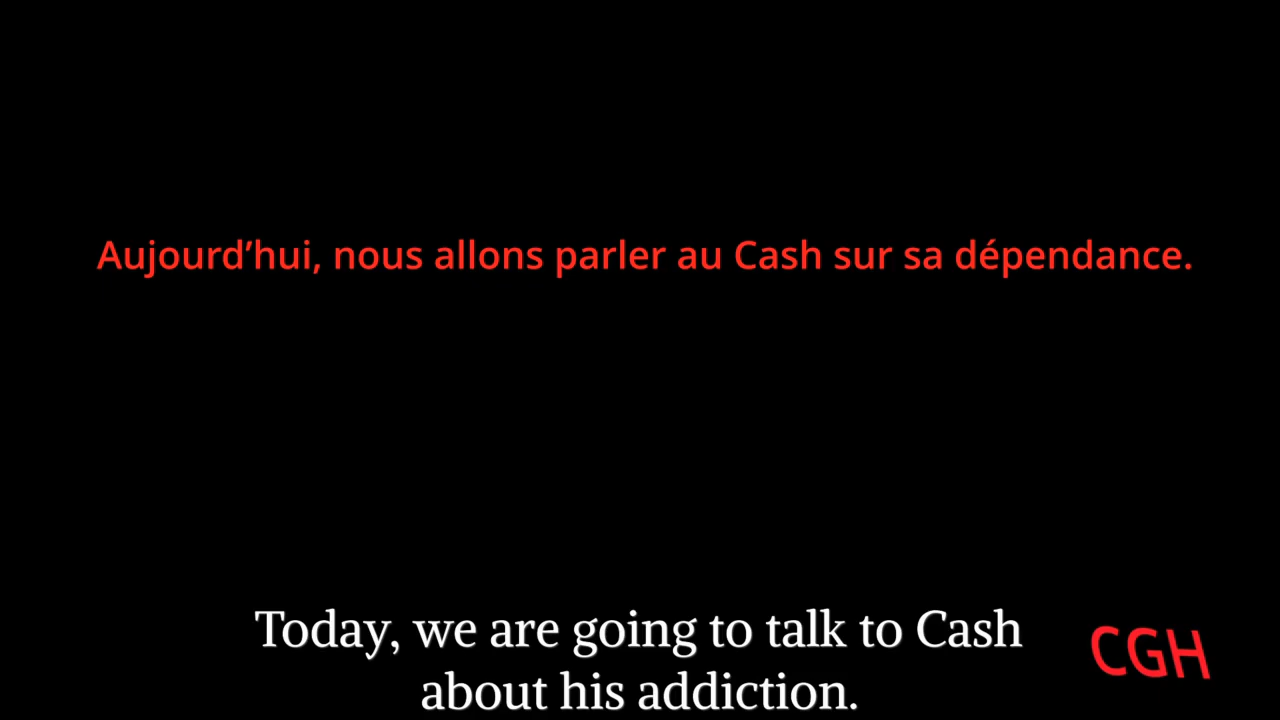 Aujourd’hui, nous allons parler au Cash sur sa dépendance.
Today, we are going to talk to Cash
about his addiction.
CGH